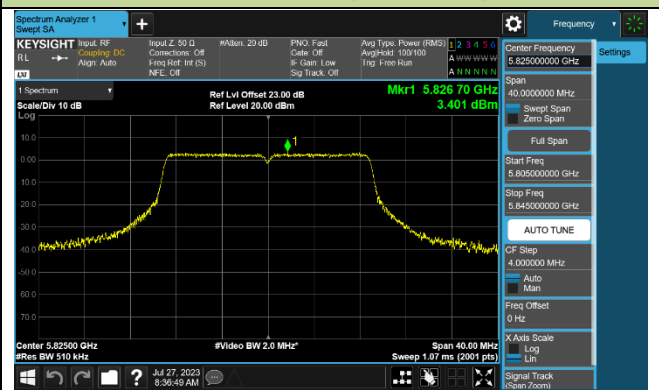 Spectrum Analyzer 1
Swept SA
Frequency
KEYSIGHT
RL
LXI
Input: RF
Coupling: DC
Align: Auto
Input Z: 50 Ω
Corrections: Off
Freq Ref: Int (S)
NFE: Off
#Atten: 20 dB
PNO: Fast
Gate: Off
IF Gain: Low
Sig Track: Off
Avg Type: Power (RMS)
Avg|Hold: 100/100
Trig: Free Run
1 2 3 4 5 6
A W W W W W
A N N N N N
Center Frequency
5.825000000 GHz
Settings
Span
40.0000000 MHz
Swept Span
Zero Span
Full Span
Start Freq
5.805000000 GHz
Stop Freq
5.845000000 GHz
AUTO TUNE
CF Step
4.000000 MHz
Auto
Man
Freq Offset
0 Hz
X Axis Scale
Log
Lin
Signal Track
(Span Zoom)
1 Spectrum
Scale/Div 10 dB
Log
Ref Lvl Offset 23.00 dB
Ref Level 20.00 dBm
Mkr1 5.826 70 GHz
3.401 dBm
1
10.0
0.00
-10.0
-20.0
-30.0
-40.0
-50.0
-60.0
-70.0
Center 5.82500 GHz
#Res BW 510 kHz
#Video BW 2.0 MHz*
Span 40.00 MHz
Sweep 1.07 ms (2001 pts)
?
Jul 27, 2023
8:36:49 AM